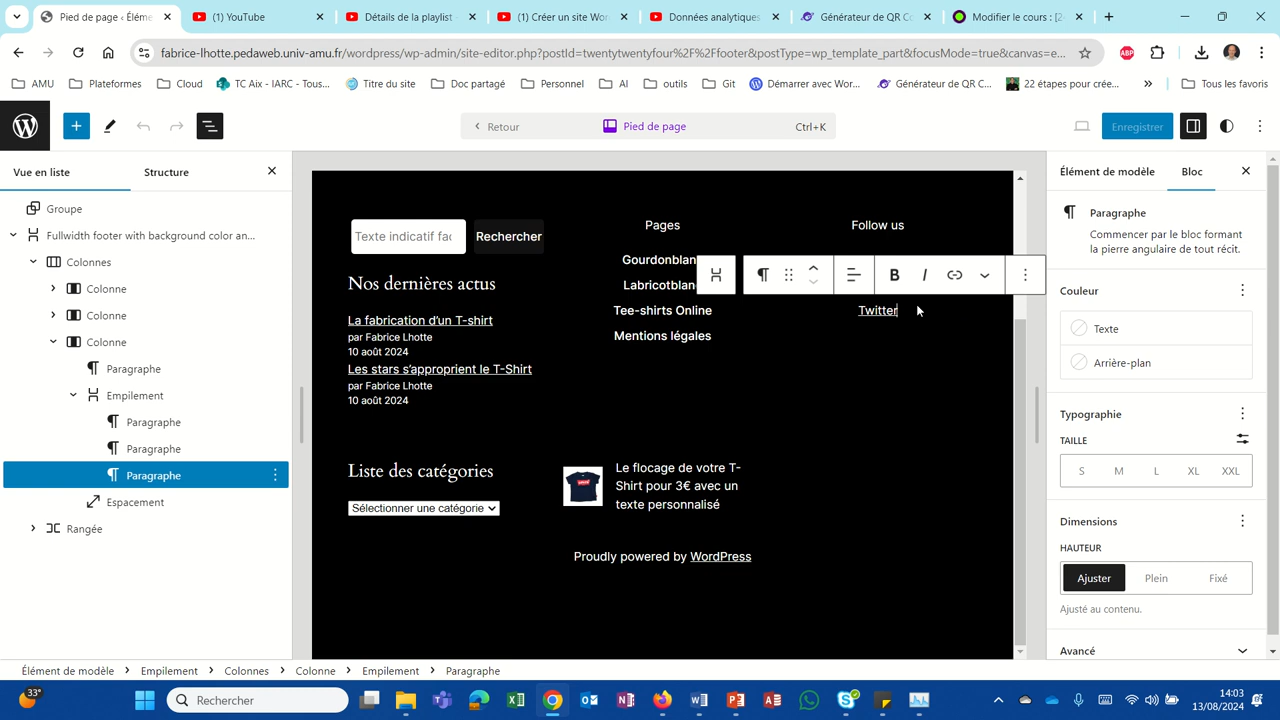 Pied de page ‹ Éléme
(1) YouTube
Détails de la playlist -
(1) Créer un site Wor
Données analytiques
Générateur de QR Co
Modifier le cours : [24
fabrice-lhotte.pedaweb.univ-amu.fr/wordpress/wp-admin/site-editor.php?postId=twentytwentyfour%2F%2Ffooter&postType=wp_template_part&focusMode=true&canvas=e...
AMU
Plateformes
Cloud
TC Aix - IARC - Tous...
Titre du site
Doc partagé
Personnel
AI
outils
Git
Démarrer avec Wor...
Générateur de QR C...
22 étapes pour crée...
»
Tous les favoris
Retour
Pied de page
Ctrl+K
Enregistrer
Vue en liste
Structure
Groupe
Fullwidth footer with background color an...
Colonnes
Colonne
Colonne
Colonne
Paragraphe
Empilement
Paragraphe
Paragraphe
Paragraphe
Espacement
Rangée
Texte indicatif fac
Rechercher
Nos dernières actus
La fabrication d'un T-shirt
par Fabrice Lhotte
10 août 2024
Les stars s'approprient le T-Shirt
par Fabrice Lhotte
10 août 2024
Liste des catégories
Sélectionner une catégorie
Pages
Gourdonblan
Labricotblanc
Tee-shirts Online
Mentions légales
Follow us
B I
Twitter
Le flocage de votre T-
Shirt pour 3€ avec un
texte personnalisé
Proudly powered by WordPress
Élément de modèle
Bloc
Paragraphe
Commencer par le bloc formant
la pierre angulaire de tout récit.
Couleur
Texte
Arrière-plan
Typographie
TAILLE
S M L XL XXL
Dimensions
HAUTEUR
Ajuster Plein Fixé
Ajusté au contenu.
Avancé
Élément de modèle › Empilement › Colonnes › Colonne › Empilement › Paragraphe
33°
Rechercher
14:03
13/08/2024